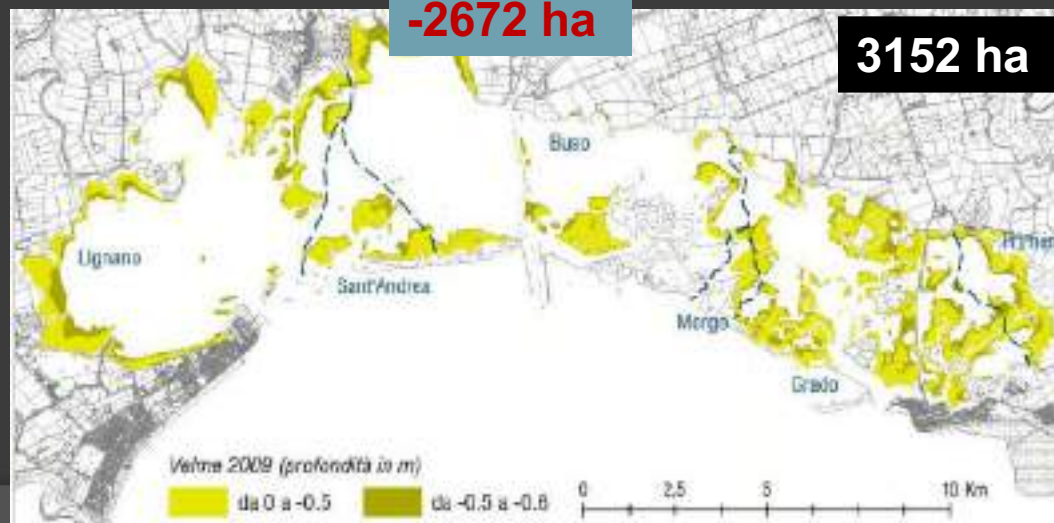 -2672 ha
3152 ha
Buso
Lignano
Sant'Andrea
Morgo
Grado
Velme 2009 (profondità in m)
da 0 a -0.5
da -0.5 a -0.6
0
2,5
5
10 Km